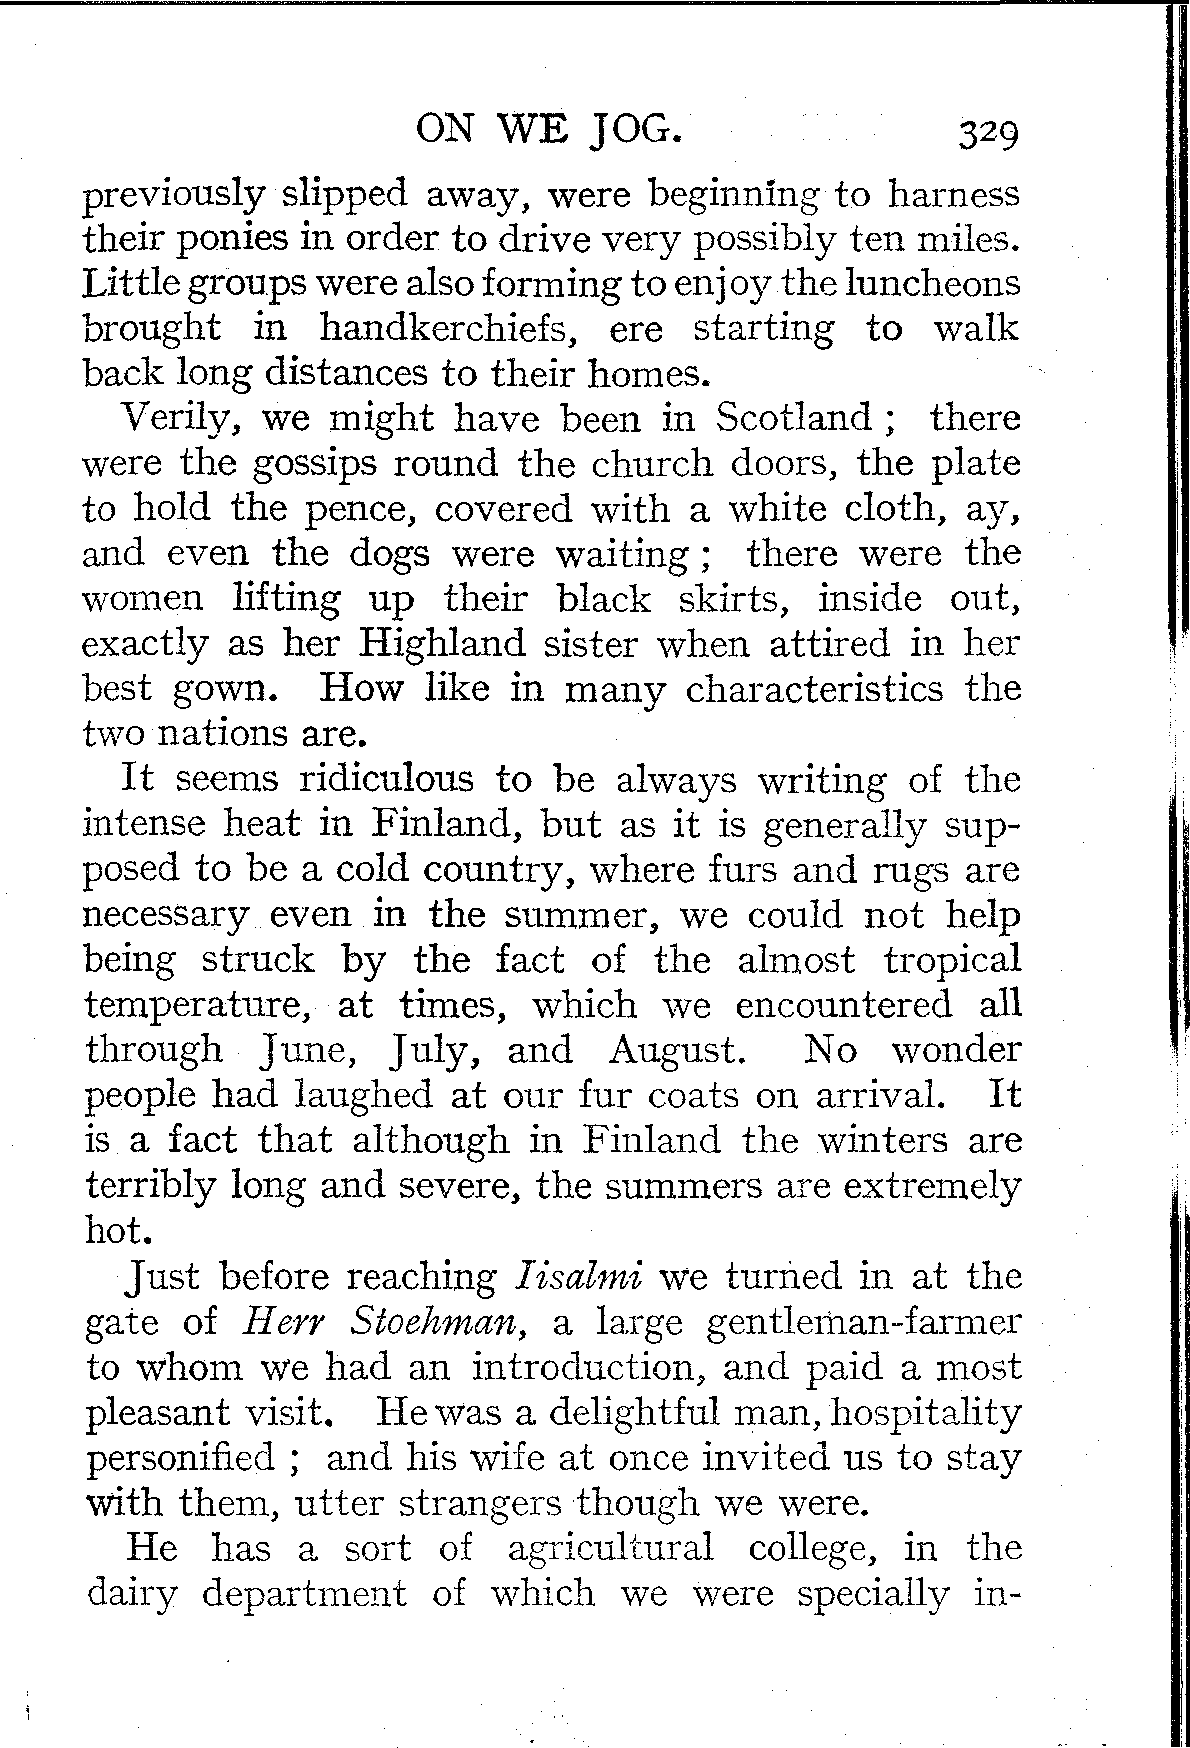 ON WE JOG. 329
previously slipped away, were beginning to harness
their ponies in order to drive very possibly ten miles.
Little groups were also forming to enjoy the luncheons
brought in handkerchiefs, ere starting to walk
back long distances to their homes.
Verily, we might have been in Scotland ; there
were the gossips round the church doors, the plate
to hold the pence, covered with a white cloth, ay,
and even the dogs were waiting ; there were the
women lifting up their black skirts, inside out,
exactly as her Highland sister when attired in her
best gown. How like in many characteristics the
two nations are.
It seems ridiculous to be always writing of the
intense heat in Finland, but as it is generally sup-
posed to be a cold country, where furs and rugs are
necessary even in the summer, we could not help
being struck by the fact of the almost tropical
temperature, at times, which we encountered all
through June, July, and August. No wonder
people had laughed at our fur coats on arrival. It
is a fact that although in Finland the winters are
terribly long and severe, the summers are extremely
hot.
Just before reaching Iisalmi we turned in at the
gate of Herr Stoehman, a large gentleman-farmer
to whom we had an introduction, and paid a most
pleasant visit. He was a delightful man, hospitality
personified ; and his wife at once invited us to stay
with them, utter strangers though we were.
He has a sort of agricultural college, in the
dairy department of which we were specially in-